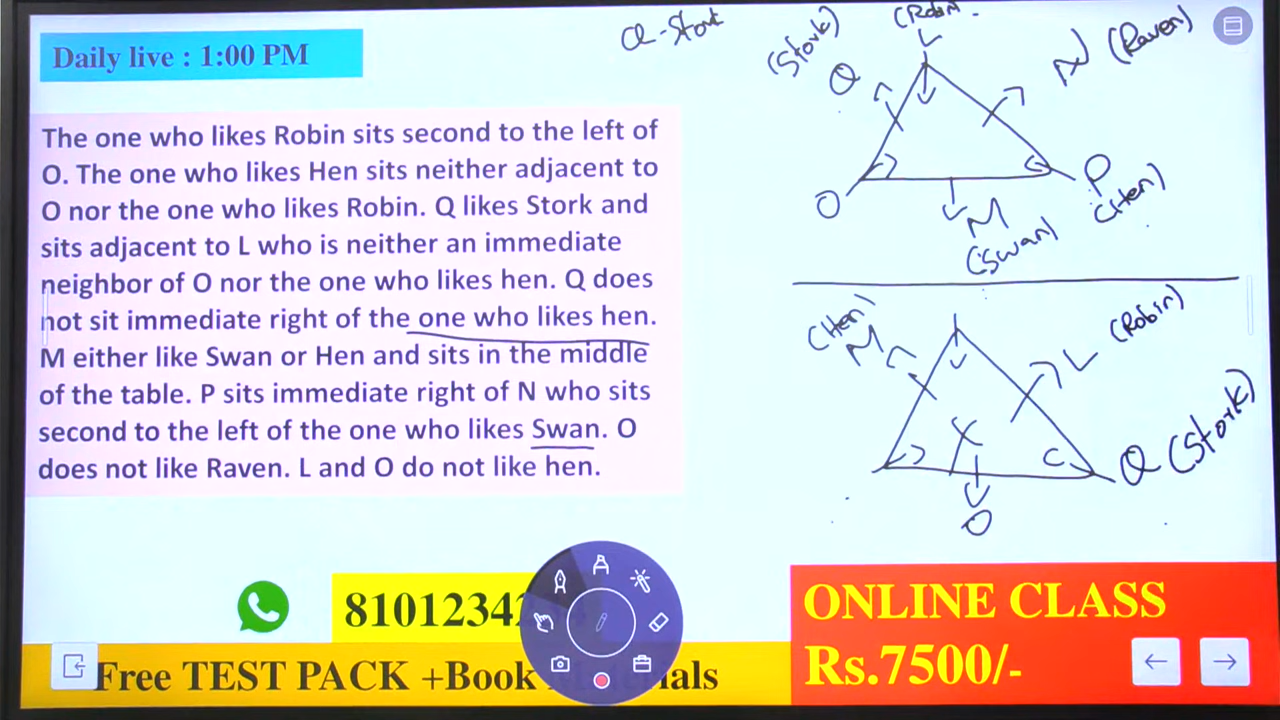 Daily live : 1:00 PM
The one who likes Robin sits second to the left of
O. The one who likes Hen sits neither adjacent to
O nor the one who likes Robin. Q likes Stork and
sits adjacent to L who is neither an immediate
neighbor of O nor the one who likes hen. Q does
not sit immediate right of the one who likes hen.
M either like Swan or Hen and sits in the middle
of the table. P sits immediate right of N who sits
second to the left of the one who likes Swan. O
does not like Raven. L and O do not like hen.
Q-Stork
(Robin)
L
(Stork)
Q
N (Raven)
O
P
(Hen)
M
(Swan)
(Hen)
M
L (Robin)
Q (Stork)
O
8101234
Free TEST PACK +Book M ials
ONLINE CLASS
Rs.7500/-